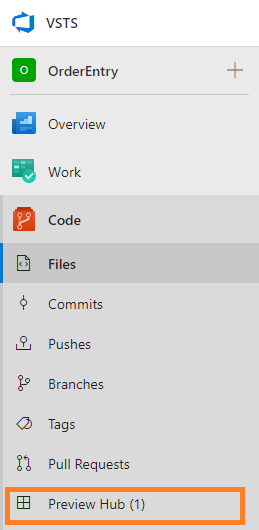 VSTS
O OrderEntry
Overview
Work
Code
Files
Commits
Pushes
Branches
Tags
Pull Requests
Preview Hub (1)